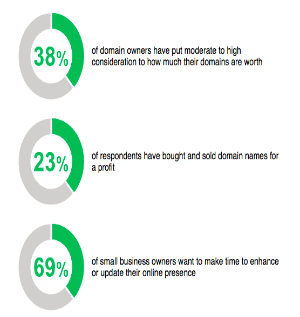 38%
of domain owners have put moderate to high
consideration to how much their domains are worth
23%
of respondents have bought and sold domain names for
a profit
69%
of small business owners want to make time to enhance
or update their online presence